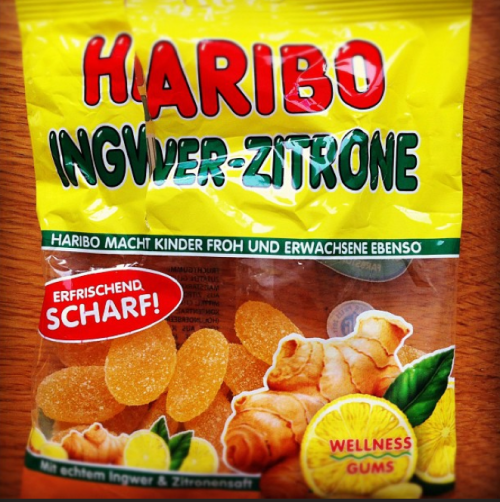 HARIBO
INGWER-ZITRONE
HARIBO MACHT KINDER FROH UND ERWACHSENE EBENSO
ERFRISCHEND
SCHARF!
WELLNESS
GUMS
Mit echtem Ingwer & Zitronensaft